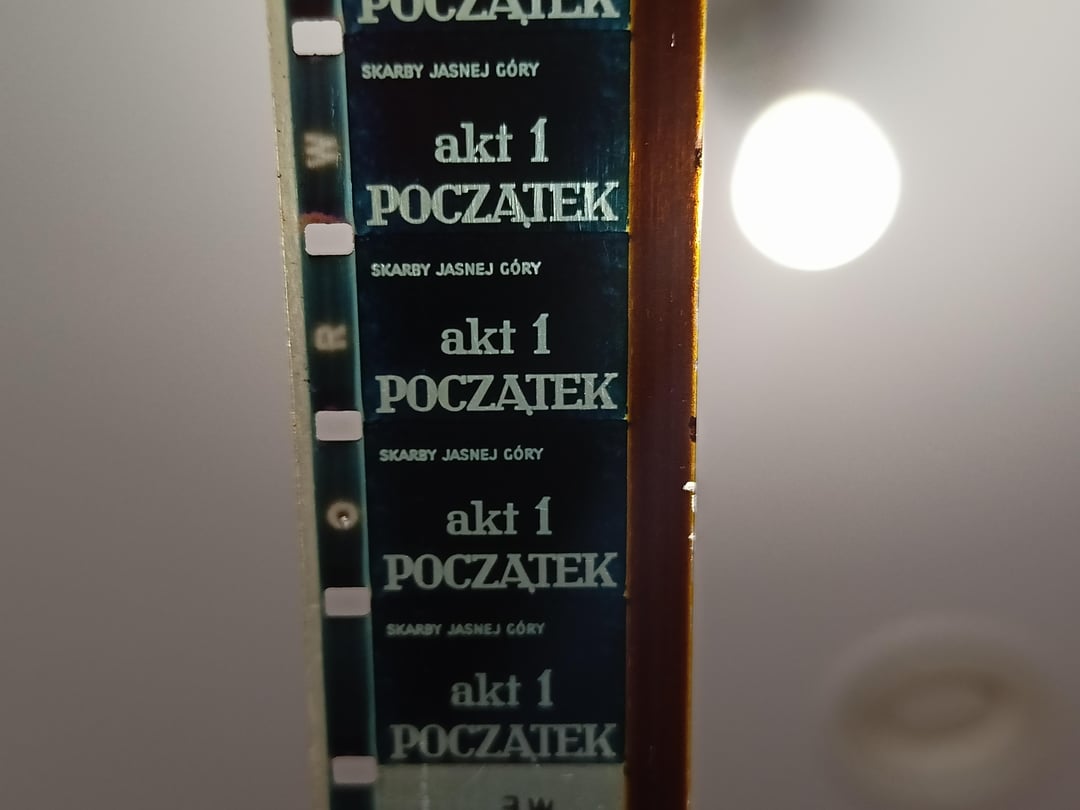 POCZĄTEK
SKARBY JASNEJ GÓRY
akt 1
POCZĄTEK
SKARBY JASNEJ GÓRY
akt 1
POCZĄTEK
SKARBY JASNEJ GÓRY
akt 1
POCZĄTEK
SKARBY JASNEJ GÓRY
akt 1
POCZĄTEK
W
R
O